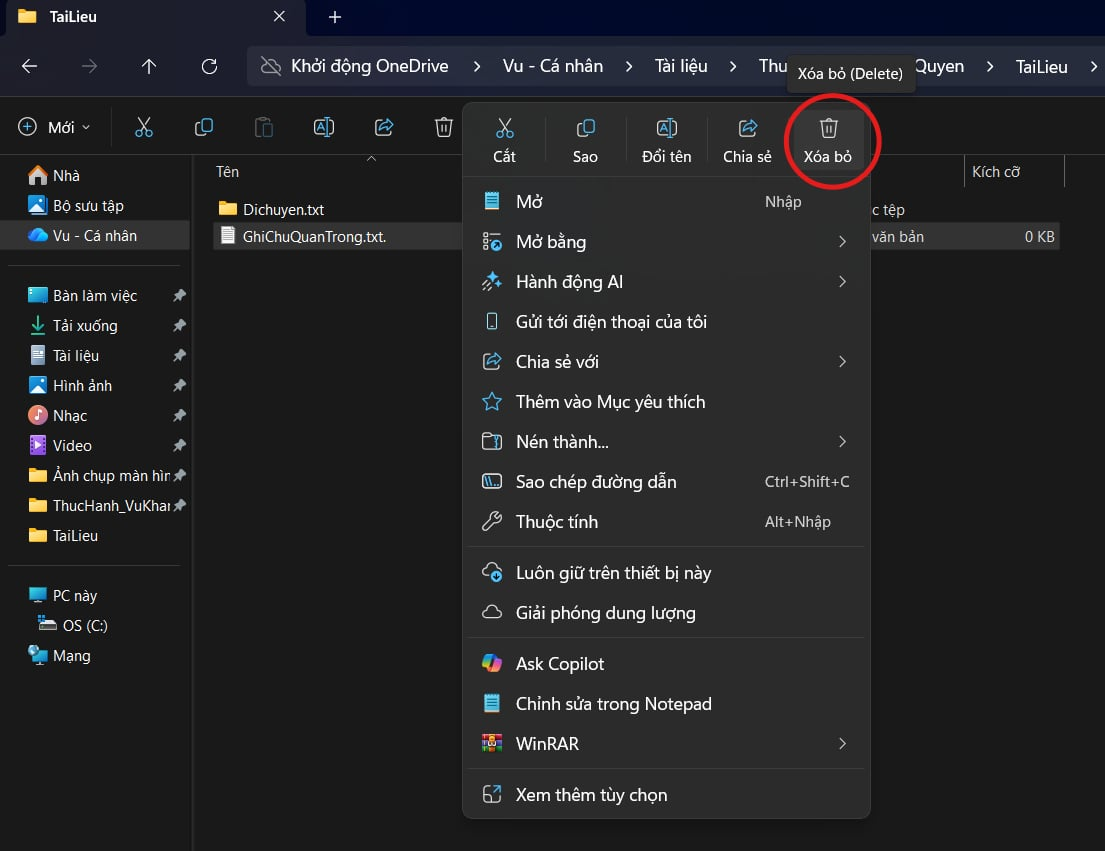 TaiLieu
Khởi động OneDrive > Vu - Cá nhân > Tài liệu > Thu Quyen > TaiLieu >
Xóa bỏ (Delete)
Mới
Cắt Sao Đổi tên Chia sẻ Xóa bỏ
Nhà
Bộ sưu tập
Vu - Cá nhân
Bàn làm việc
Tải xuống
Tài liệu
Hình ảnh
Nhạc
Video
Ảnh chụp màn hìn
ThucHanh_VuKhar
TaiLieu
PC này
OS (C:)
Mạng
Tên Kích cỡ
Dichuyen.txt c tệp
GhiChuQuanTrong.txt. văn bản 0 KB
Mở Nhập
Mở bằng
Hành động AI
Gửi tới điện thoại của tôi
Chia sẻ với
Thêm vào Mục yêu thích
Nén thành...
Sao chép đường dẫn Ctrl+Shift+C
Thuộc tính Alt+Nhập
Luôn giữ trên thiết bị này
Giải phóng dung lượng
Ask Copilot
Chỉnh sửa trong Notepad
WinRAR
Xem thêm tùy chọn